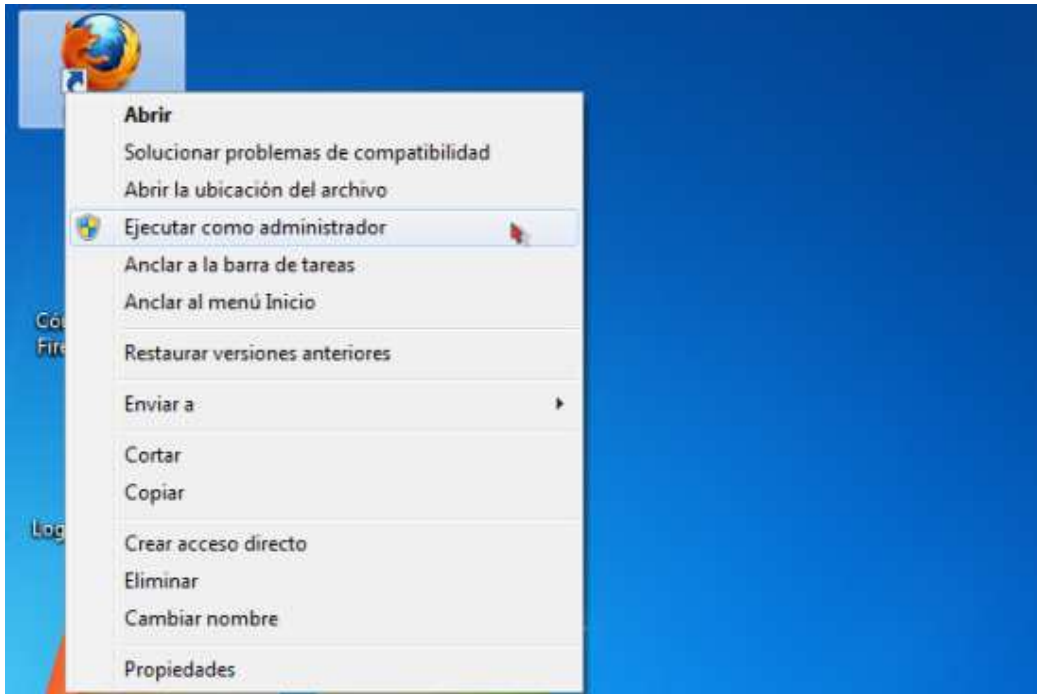 Abrir
Solucionar problemas de compatibilidad
Abrir la ubicación del archivo
Ejecutar como administrador
Anclar a la barra de tareas
Anclar al menú Inicio
Restaurar versiones anteriores
Enviar a
Cortar
Copiar
Crear acceso directo
Eliminar
Cambiar nombre
Propiedades